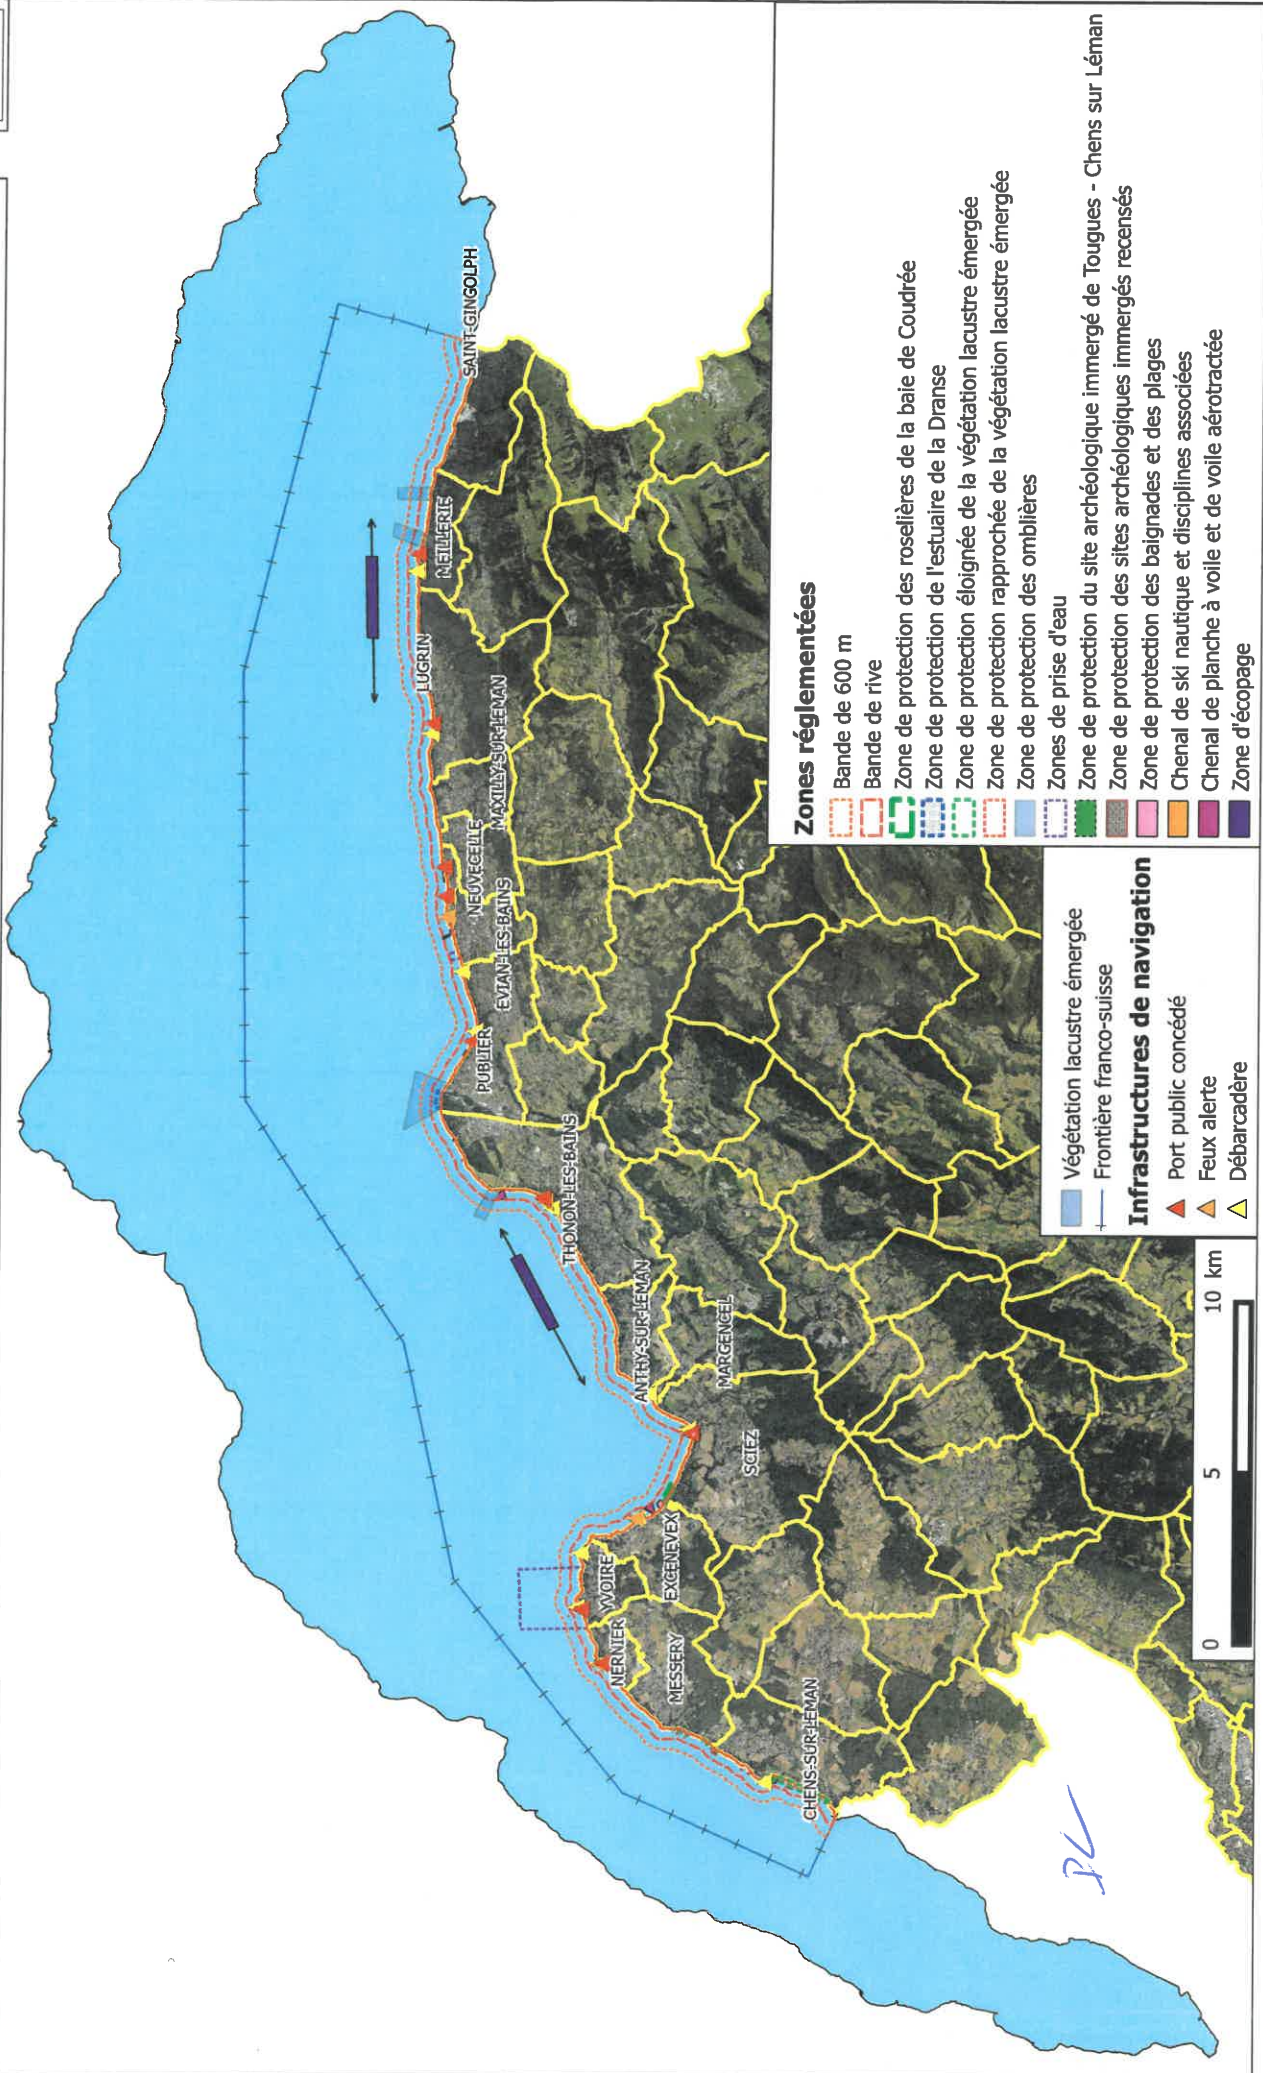 SAINT-GINGOLPH
MEILLERIE
LUGRIN
MAXILLY-SUR-LEMAN
NEUVECELLE
EVIAN-LES-BAINS
PUBLIER
THONON-LES-BAINS
ANTHY-SUR-LEMAN
MARGENCEL
SCIEZ
EXCENEVEX
YVOIRE
NERNIER
MESSERY
CHENS-SUR-LEMAN
PL
0 5 10 km
Végétation lacustre émergée
Frontière franco-suisse
Infrastructures de navigation
Port public concédé
Feux alerte
Débarcadère
Zones réglementées
Bande de 600 m
Bande de rive
Zone de protection des roselières de la baie de Coudrée
Zone de protection de l'estuaire de la Dranse
Zone de protection éloignée de la végétation lacustre émergée
Zone de protection rapprochée de la végétation lacustre émergée
Zone de protection des omblières
Zones de prise d'eau
Zone de protection du site archéologique immergé de Tougues - Chens sur Léman
Zone de protection des sites archéologiques immergés recensés
Zone de protection des baignades et des plages
Chenal de ski nautique et disciplines associées
Chenal de planche à voile et de voile aérotractée
Zone d'écopage